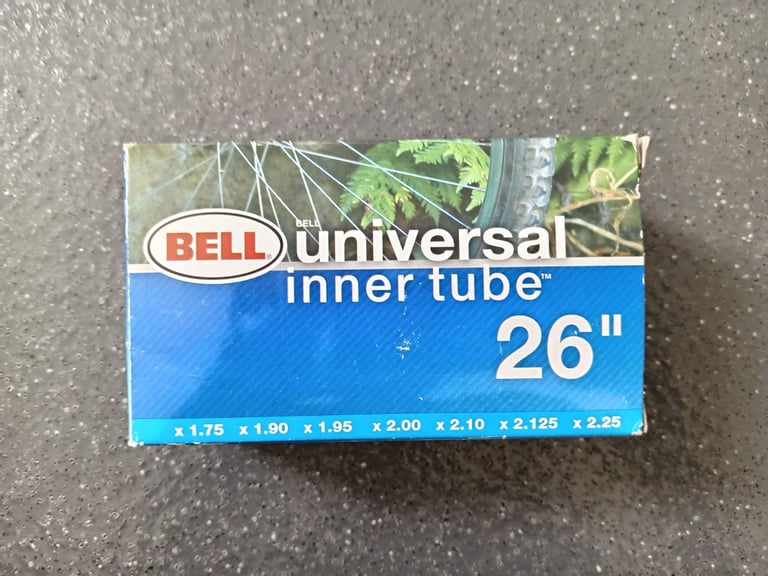 BELL
BELL
universal
inner tube™
26"
x 1.75 x 1.90 x 1.95 x 2.00 x 2.10 x 2.125 x 2.25